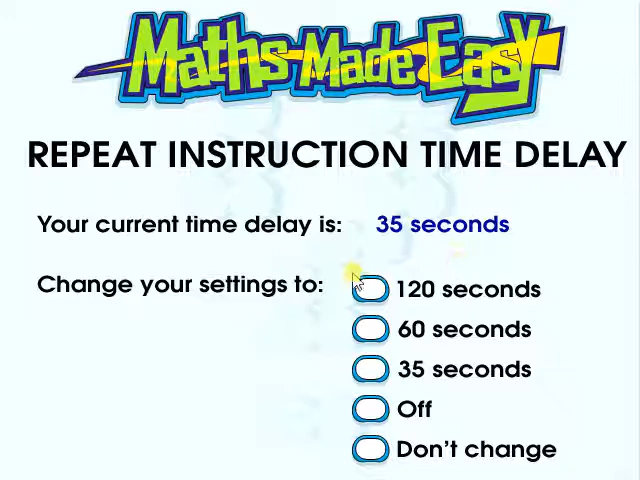 Maths Made Easy
REPEAT INSTRUCTION TIME DELAY
Your current time delay is: 35 seconds
Change your settings to:
120 seconds
60 seconds
35 seconds
Off
Don't change